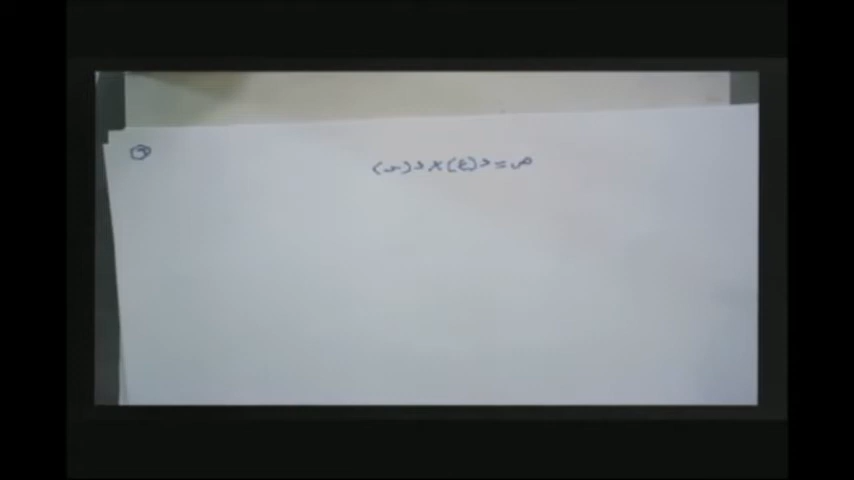 ص = د(ع) × د(س)